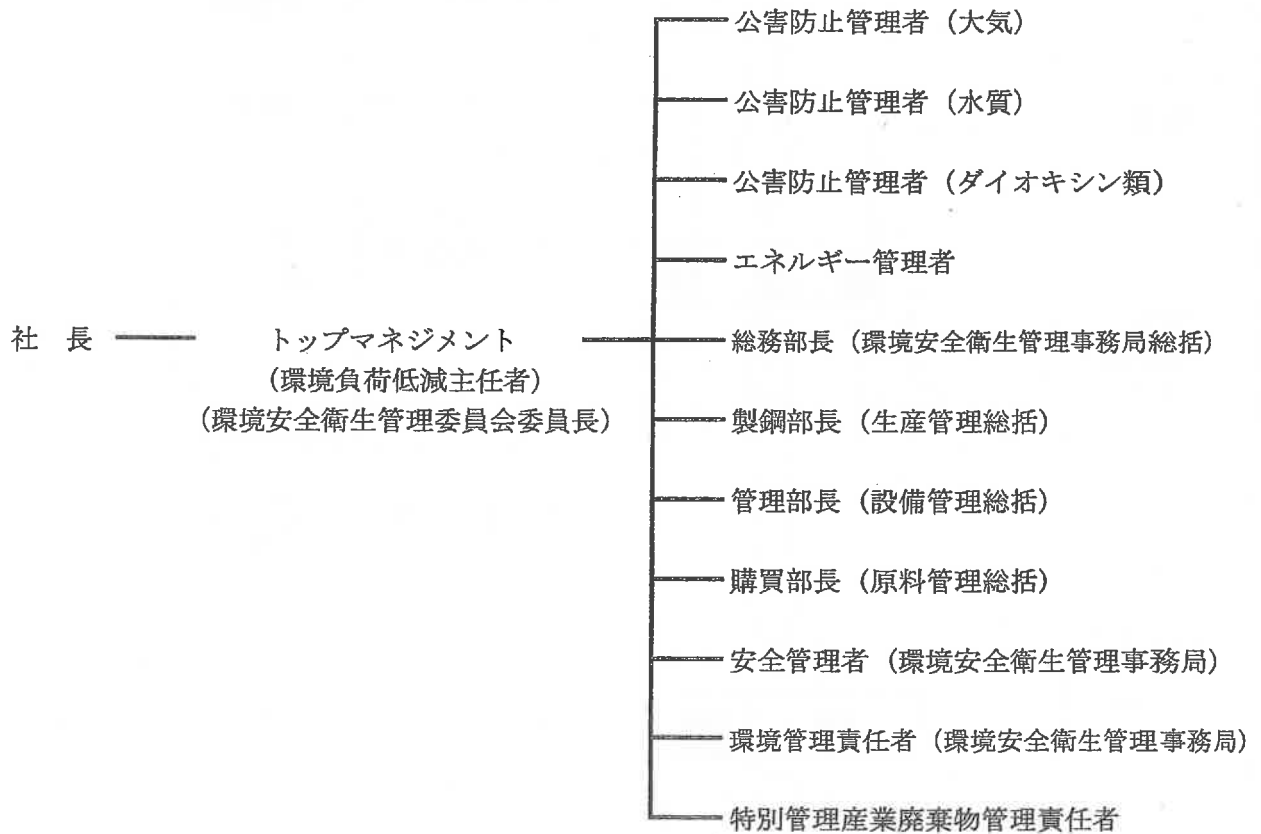 公害防止管理者（大気）
公害防止管理者（水質）
公害防止管理者（ダイオキシン類）
エネルギー管理者
社　長
トップマネジメント
（環境負荷低減主任者）
（環境安全衛生管理委員会委員長）
総務部長（環境安全衛生管理事務局総括）
製鋼部長（生産管理総括）
管理部長（設備管理総括）
購買部長（原料管理総括）
安全管理者（環境安全衛生管理事務局）
環境管理責任者（環境安全衛生管理事務局）
特別管理産業廃棄物管理責任者